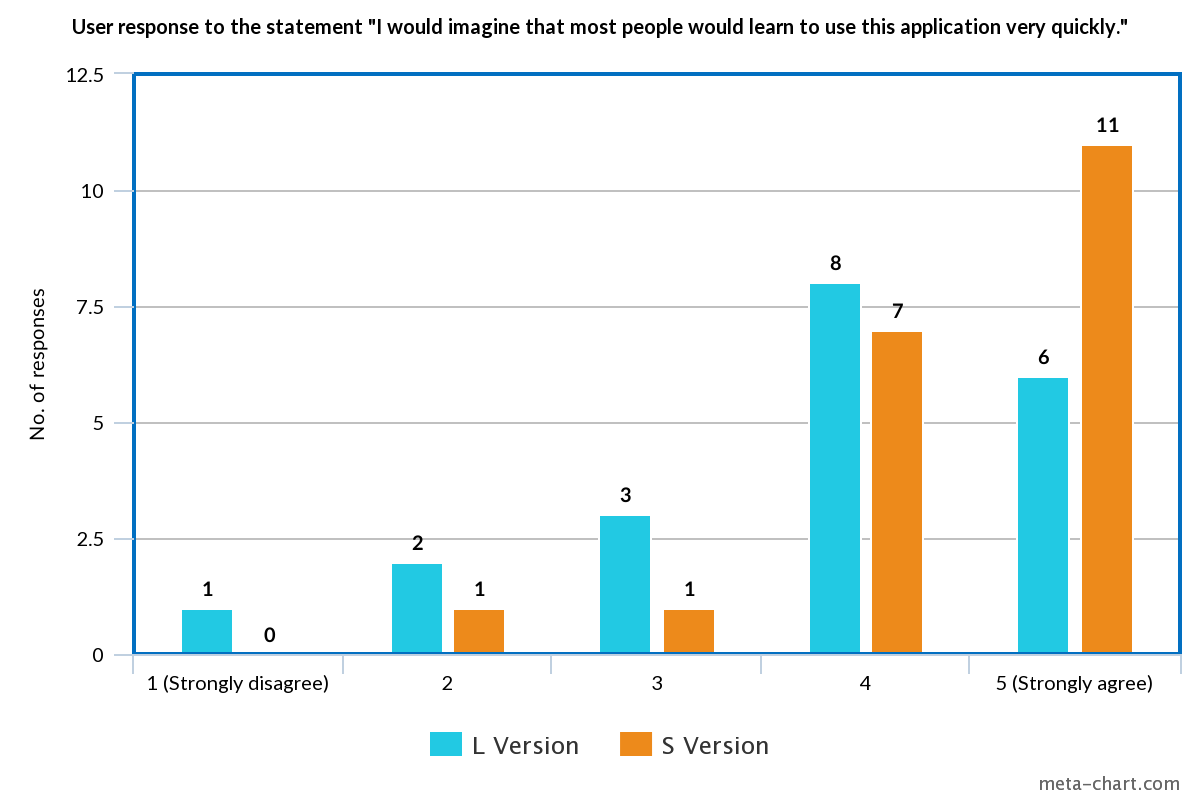 User response to the statement "I would imagine that most people would learn to use this application very quickly."
12.5
10
7.5
5
2.5
0
No. of responses
1
0
2
1
3
1
8
7
6
11
1 (Strongly disagree)
2
3
4
5 (Strongly agree)
L Version
S Version
meta-chart.com